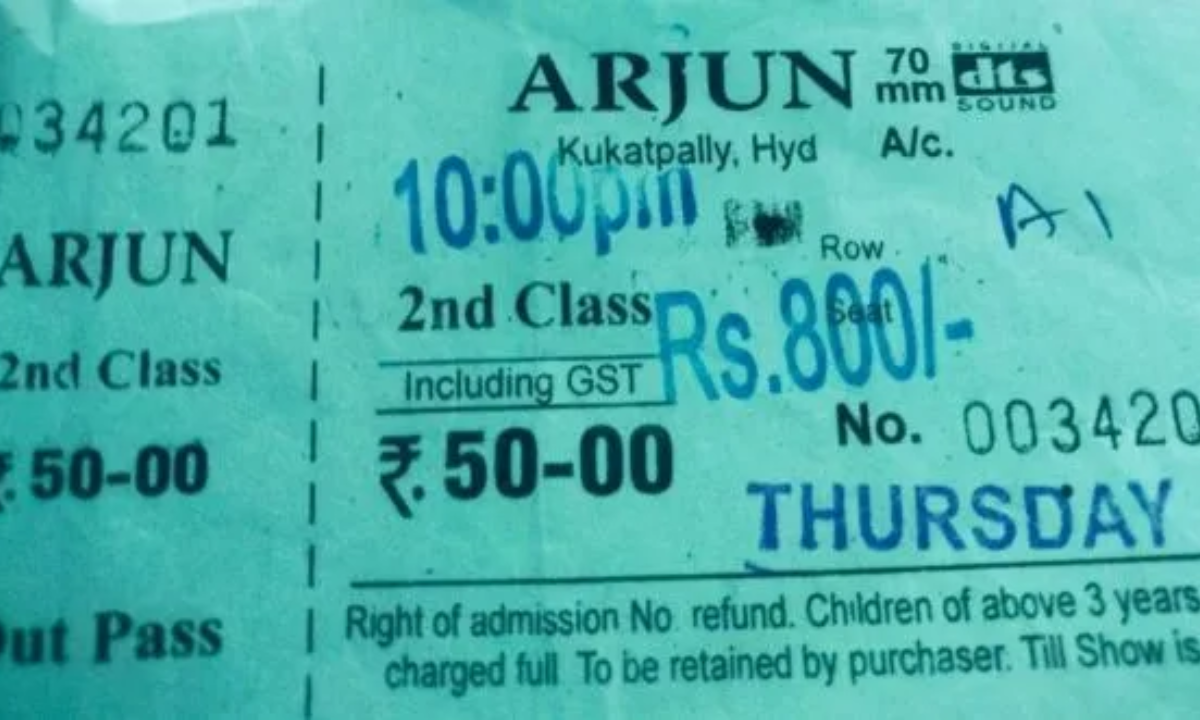 034201
ARJUN
2nd Class
₹. 50-00
Out Pass
ARJUN 70 mm DIGITAL dts SOUND
Kukatpally, Hyd A/c.
10:00pm
Row A1
2nd Class Rs.800/-
Seat
Including GST
No. 003420
₹. 50-00
THURSDAY
Right of admission No refund. Children of above 3 years
charged full To be retained by purchaser. Till Show is